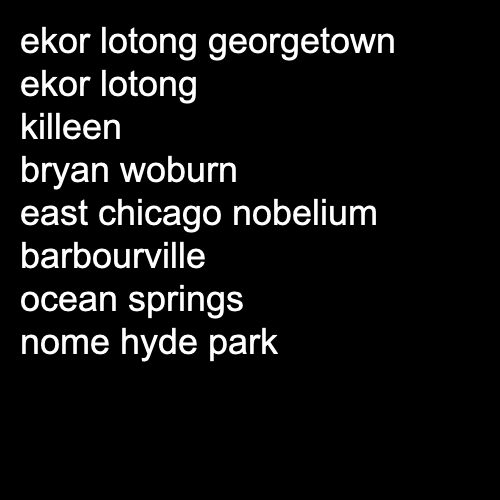 ekor lotong georgetown
ekor lotong
killeen
bryan woburn
east chicago nobelium
barbourville
ocean springs
nome hyde park